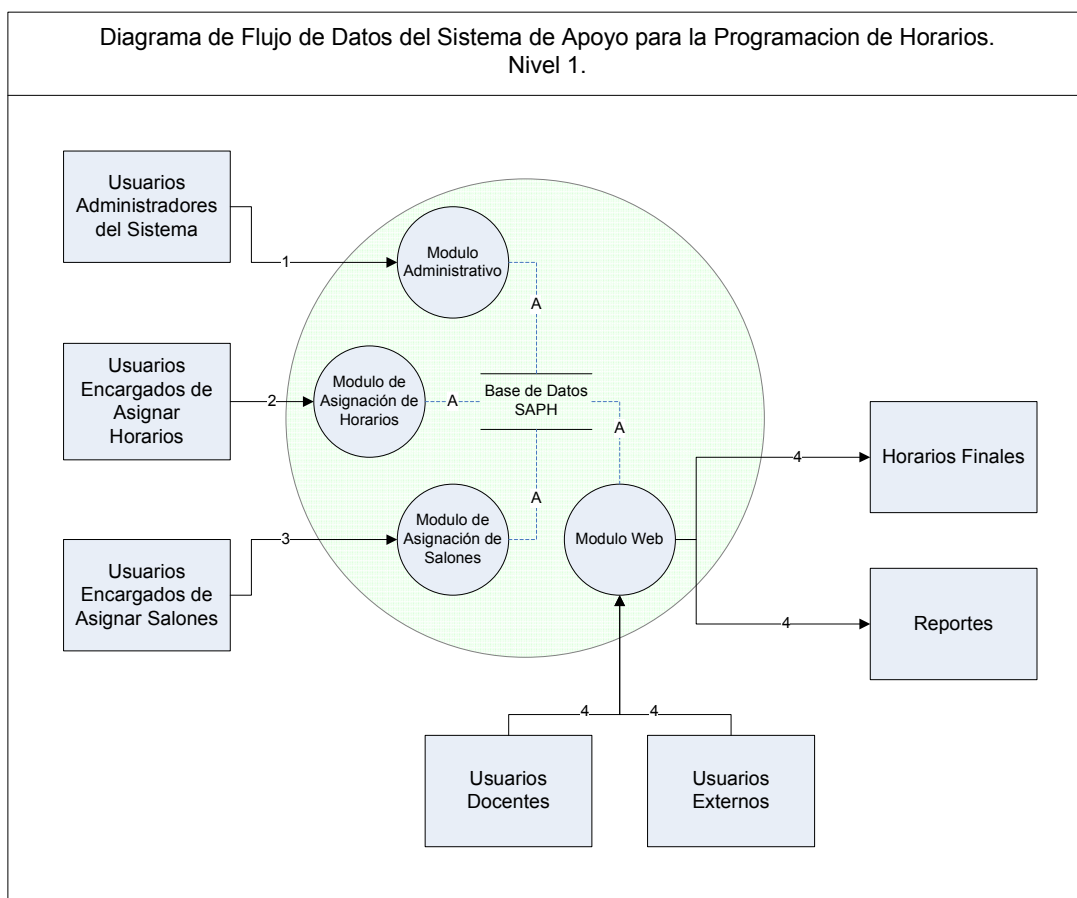 Diagrama de Flujo de Datos del Sistema de Apoyo para la Programacion de Horarios.
Nivel 1.
Usuarios
Administradores
del Sistema
1
Modulo
Administrativo
A
Usuarios
Encargados de
Asignar
Horarios
2
Modulo de
Asignación de
Horarios
A
Base de Datos
SAPH
A
Usuarios
Encargados de
Asignar Salones
3
Modulo de
Asignación de
Salones
A
Modulo Web
4
Horarios Finales
4
Reportes
4
4
Usuarios
Docentes
Usuarios
Externos